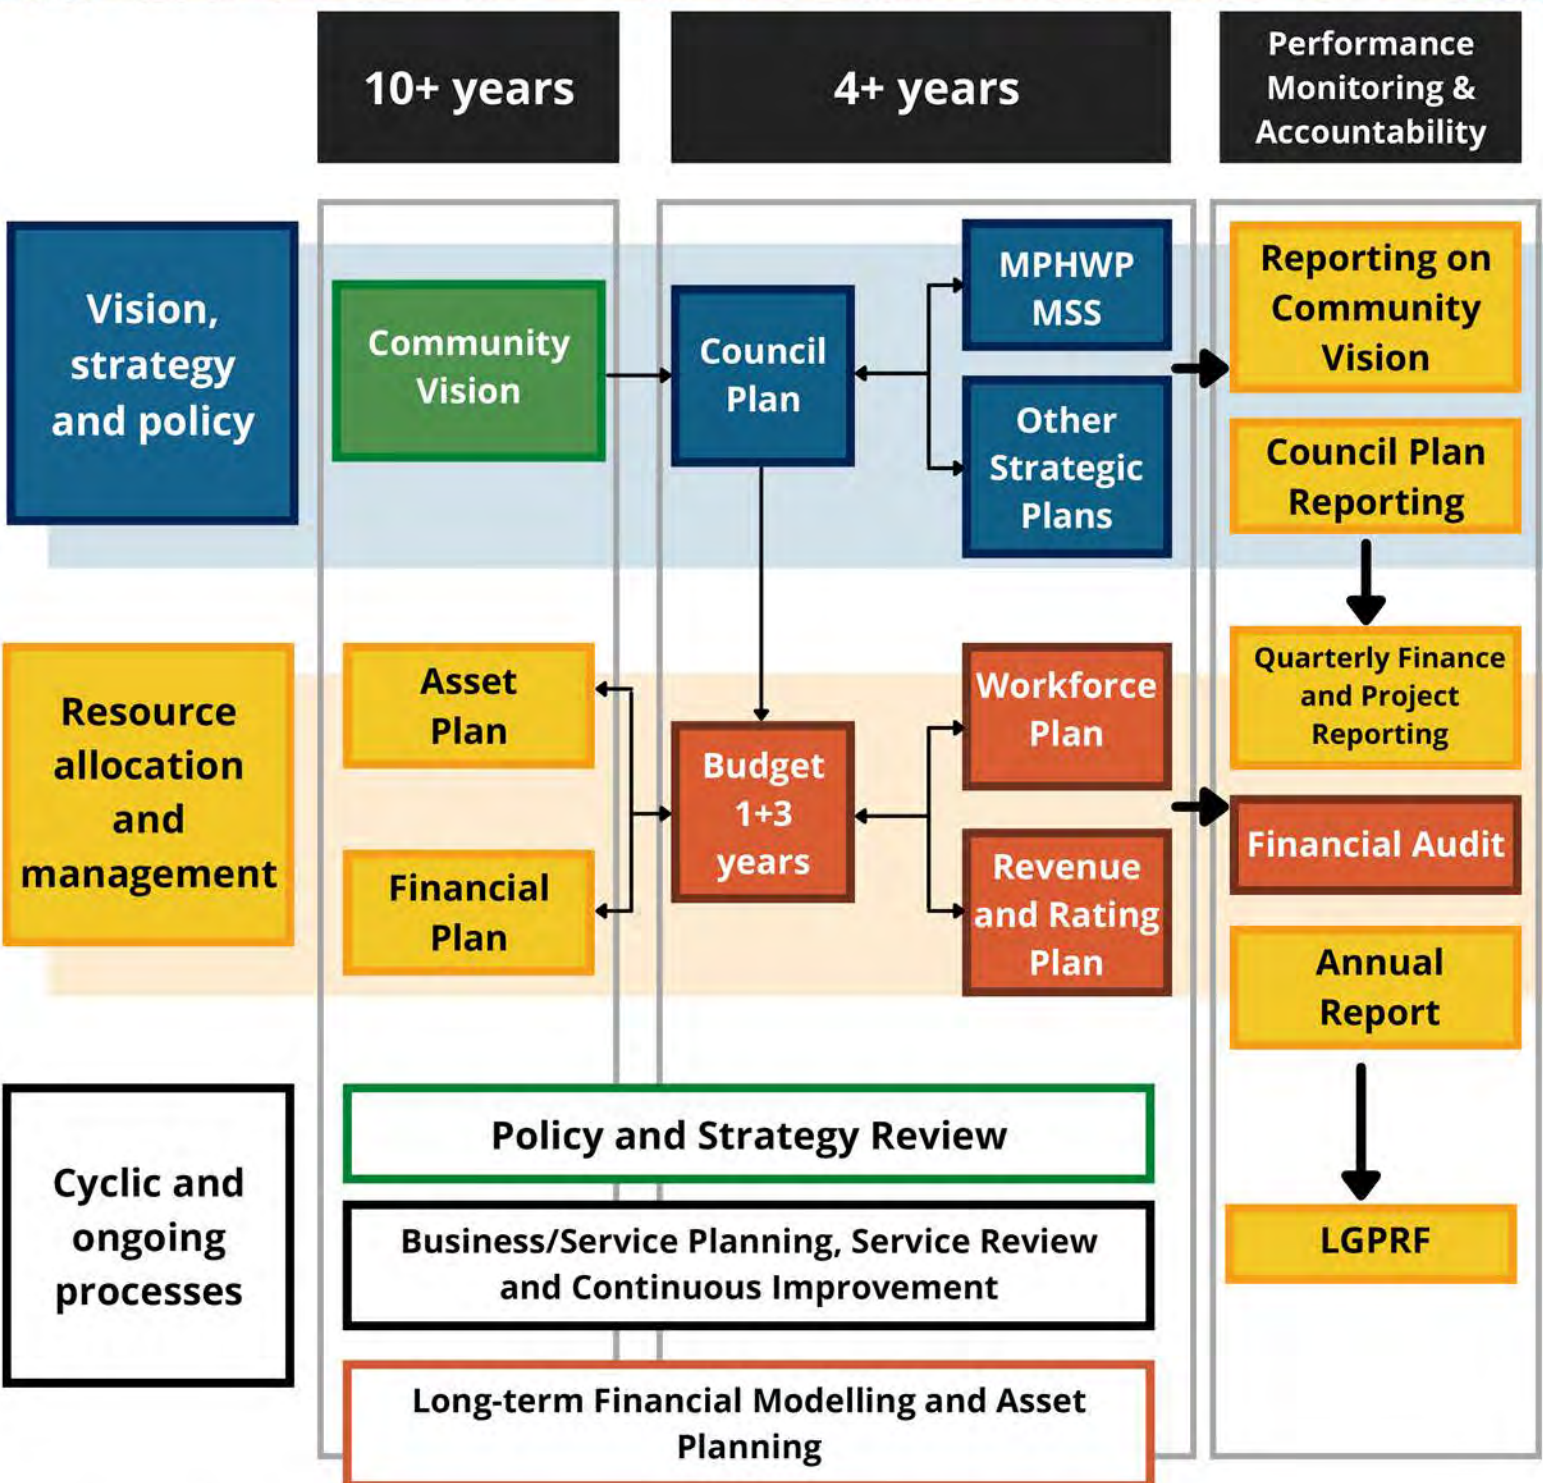 10+ years
4+ years
Performance
Monitoring &
Accountability
Vision,
strategy
and policy
Community
Vision
Council
Plan
MPHWP
MSS
Other
Strategic
Plans
Reporting on
Community
Vision
Council Plan
Reporting
Resource
allocation
and
management
Asset
Plan
Financial
Plan
Budget
1+3
years
Workforce
Plan
Revenue
and Rating
Plan
Quarterly Finance
and Project
Reporting
Financial Audit
Annual
Report
LGPRF
Cyclic and
ongoing
processes
Policy and Strategy Review
Business/Service Planning, Service Review
and Continuous Improvement
Long-term Financial Modelling and Asset
Planning